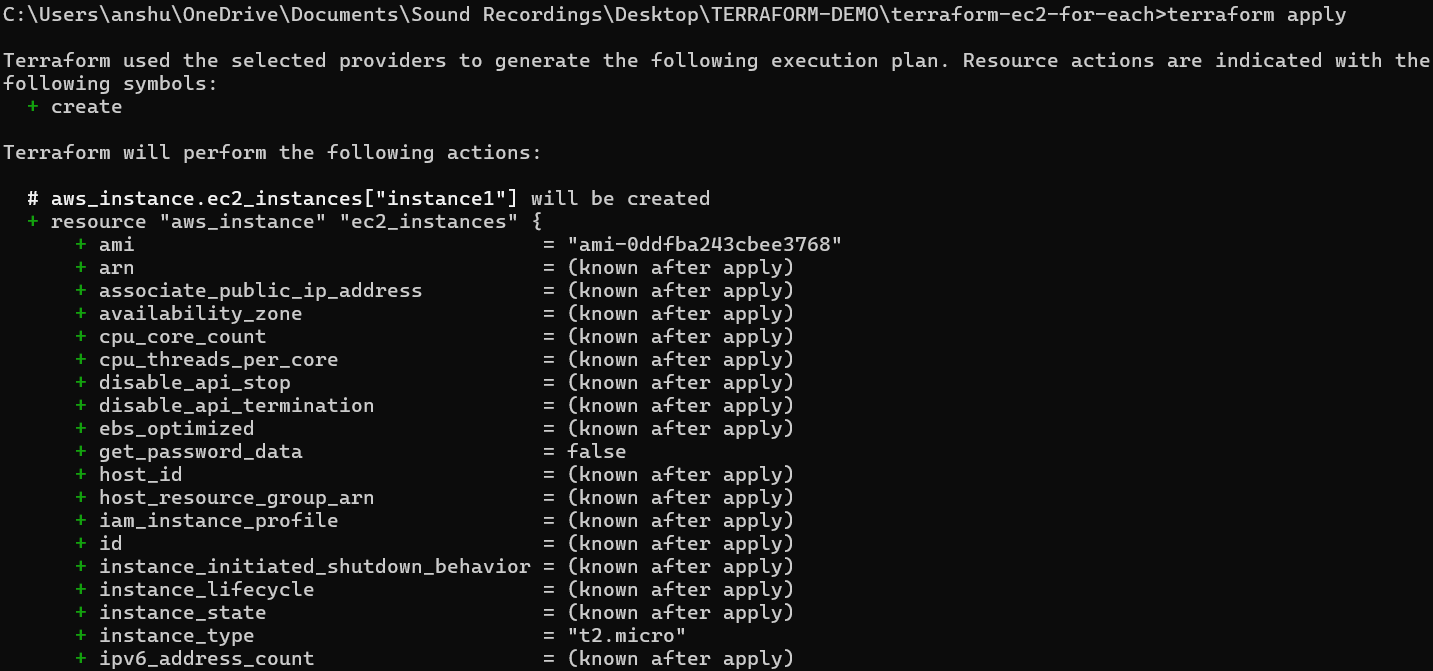 C:\Users\anshu\OneDrive\Documents\Sound Recordings\Desktop\TERRAFORM-DEMO\terraform-ec2-for-each>terraform apply
Terraform used the selected providers to generate the following execution plan. Resource actions are indicated with the
following symbols:
+ create
Terraform will perform the following actions:
# aws_instance.ec2_instances["instance1"] will be created
+ resource "aws_instance" "ec2_instances" {
+ ami = "ami-0ddfba243cbee3768"
+ arn = (known after apply)
+ associate_public_ip_address = (known after apply)
+ availability_zone = (known after apply)
+ cpu_core_count = (known after apply)
+ cpu_threads_per_core = (known after apply)
+ disable_api_stop = (known after apply)
+ disable_api_termination = (known after apply)
+ ebs_optimized = (known after apply)
+ get_password_data = false
+ host_id = (known after apply)
+ host_resource_group_arn = (known after apply)
+ iam_instance_profile = (known after apply)
+ id = (known after apply)
+ instance_initiated_shutdown_behavior = (known after apply)
+ instance_lifecycle = (known after apply)
+ instance_state = (known after apply)
+ instance_type = "t2.micro"
+ ipv6_address_count = (known after apply)